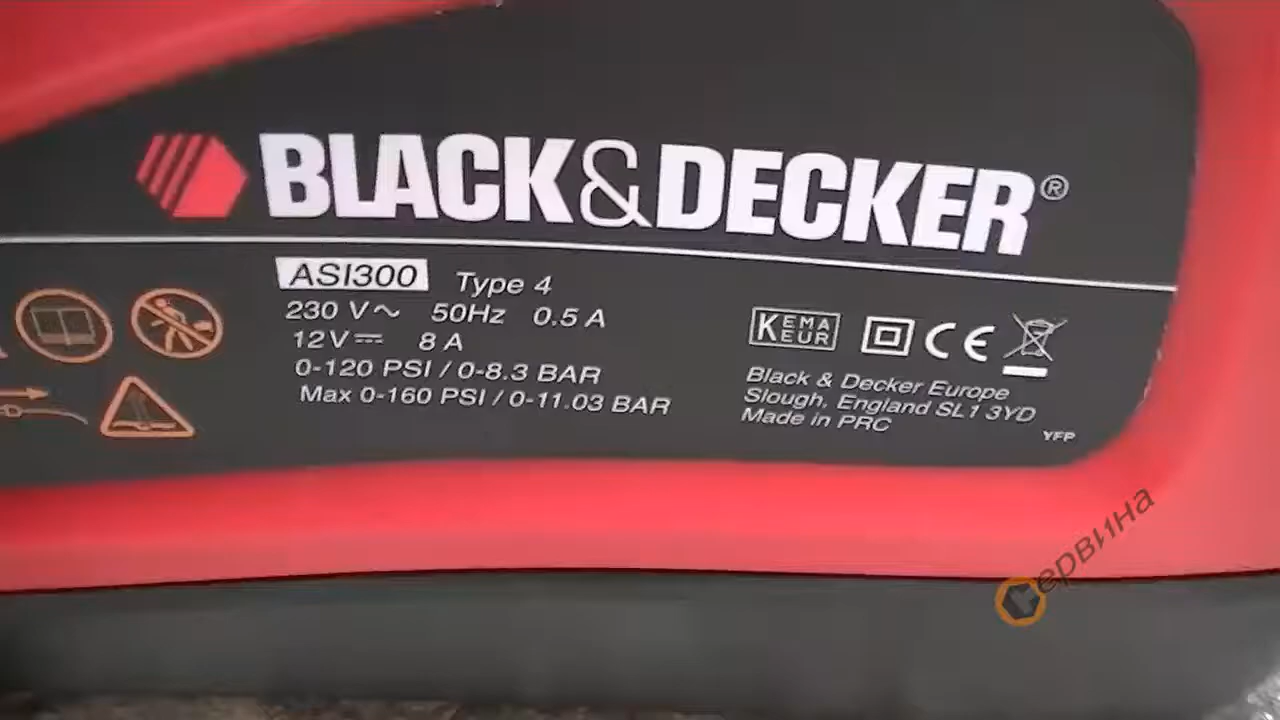 BLACK&DECKER®
ASI300 Type 4
230 V~ 50Hz 0.5 A
12V⎓ 8 A
0-120 PSI / 0-8.3 BAR
Max 0-160 PSI / 0-11.03 BAR
KEMA
EUR
CE
Black & Decker Europe
Slough, England SL1 3YD
Made in PRC
YFP
Сервина